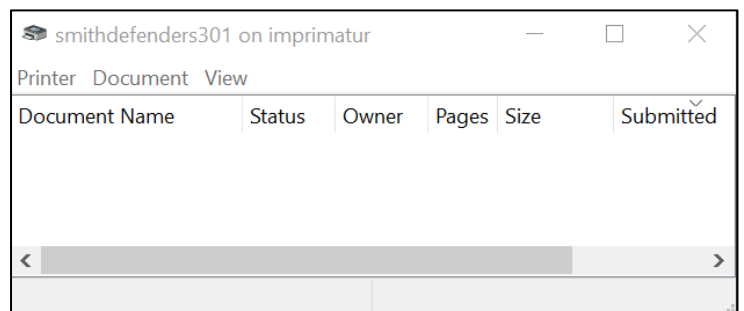 smithdefenders301 on imprimatur
Printer Document View
Document Name Status Owner Pages Size Submitted